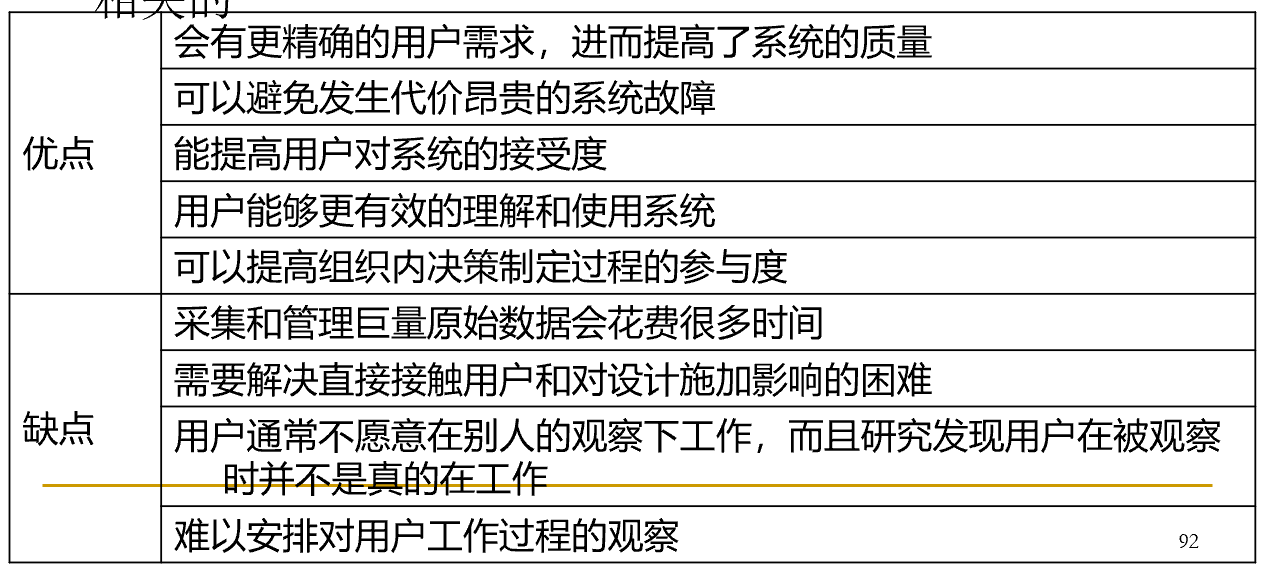 相关的
会有更精确的用户需求，进而提高了系统的质量
可以避免发生代价昂贵的系统故障
优点
能提高用户对系统的接受度
用户能够更有效的理解和使用系统
可以提高组织内决策制定过程的参与度
采集和管理巨量原始数据会花费很多时间
需要解决直接接触用户和对设计施加影响的困难
缺点
用户通常不愿意在别人的观察下工作，而且研究发现用户在被观察
时并不是真的在工作
难以安排对用户工作过程的观察
92